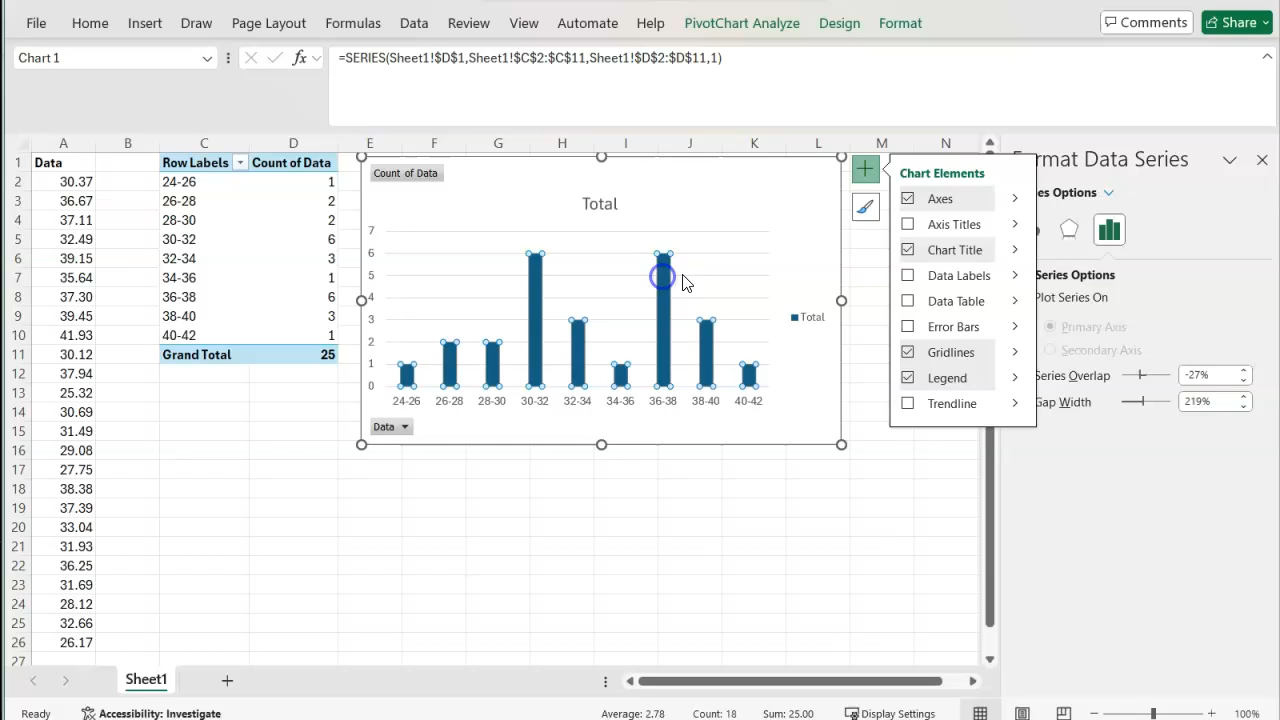 File Home Insert Draw Page Layout Formulas Data Review View Automate Help PivotChart Analyze Design Format Comments Share
Chart 1 fx =SERIES(Sheet1!$D$1,Sheet1!$C$2:$C$11,Sheet1!$D$2:$D$11,1)
A B C D E F G H I J K L M N
1 Data Row Labels Count of Data
2 30.37 24-26 1
3 36.67 26-28 2
4 37.11 28-30 2
5 32.49 30-32 6
6 39.15 32-34 3
7 35.64 34-36 1
8 37.30 36-38 6
9 39.45 38-40 3
10 41.93 40-42 1
11 30.12 Grand Total 25
12 37.94
13 25.32
14 30.69
15 31.49
16 29.08
17 27.75
18 38.38
19 37.39
20 33.04
21 31.93
22 36.25
23 31.69
24 28.12
25 32.66
26 26.17
27
Count of Data
Total
7
6
5
4
3
2
1
0
24-26 26-28 28-30 30-32 32-34 34-36 36-38 38-40 40-42
Total
Data
Chart Elements
Axes
Axis Titles
Chart Title
Data Labels
Data Table
Error Bars
Gridlines
Legend
Trendline
Format Data Series
es Options
Series Options
Plot Series On
Primary Axis
Secondary Axis
Series Overlap -27%
Gap Width 219%
Sheet1
Ready Accessibility: Investigate Average: 2.78 Count: 18 Sum: 25.00 Display Settings 100%